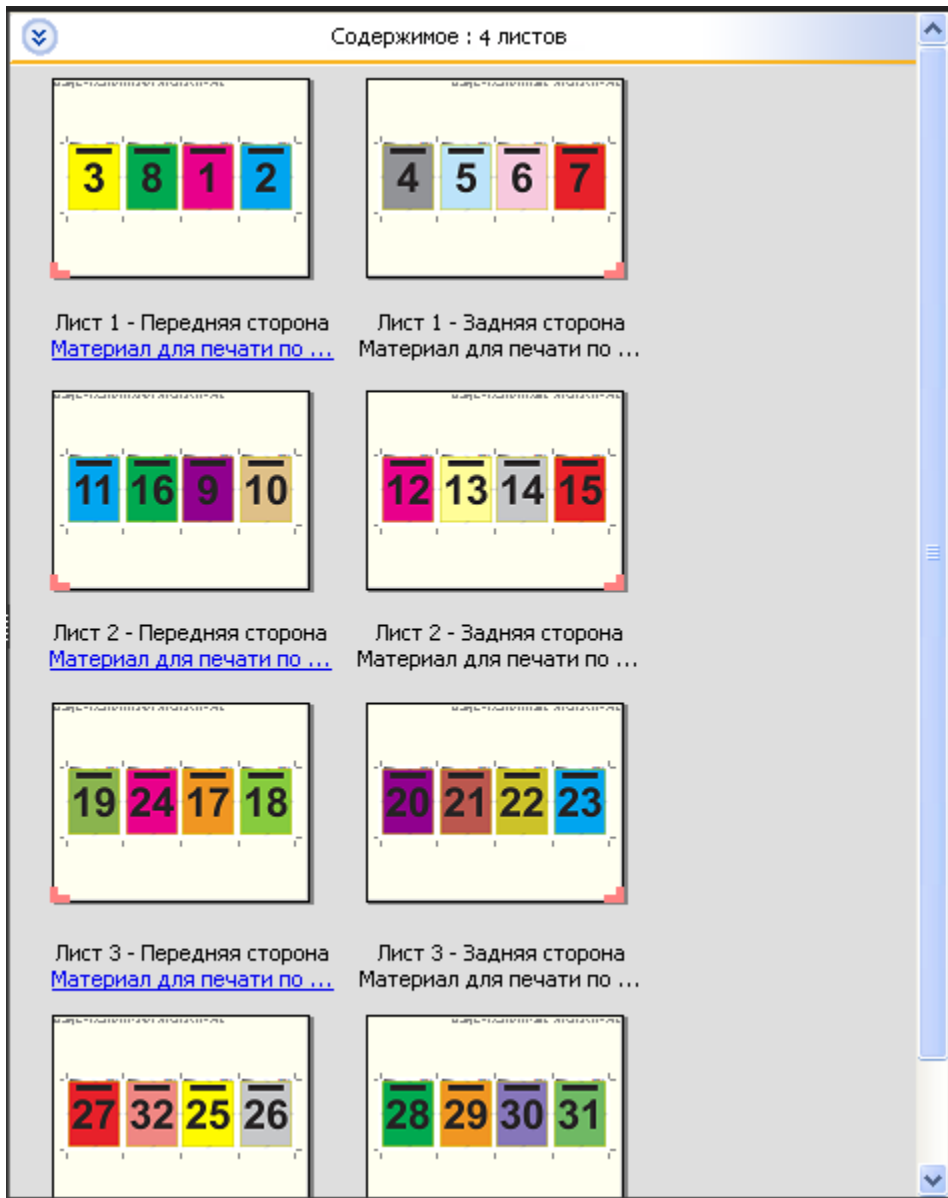 Содержимое : 4 листов
3 8 1 2
4 5 6 7
Лист 1 - Передняя сторона
Материал для печати по ...
Лист 1 - Задняя сторона
Материал для печати по ...
11 16 9 10
12 13 14 15
Лист 2 - Передняя сторона
Материал для печати по ...
Лист 2 - Задняя сторона
Материал для печати по ...
19 24 17 18
20 21 22 23
Лист 3 - Передняя сторона
Материал для печати по ...
Лист 3 - Задняя сторона
Материал для печати по ...
27 32 25 26
28 29 30 31